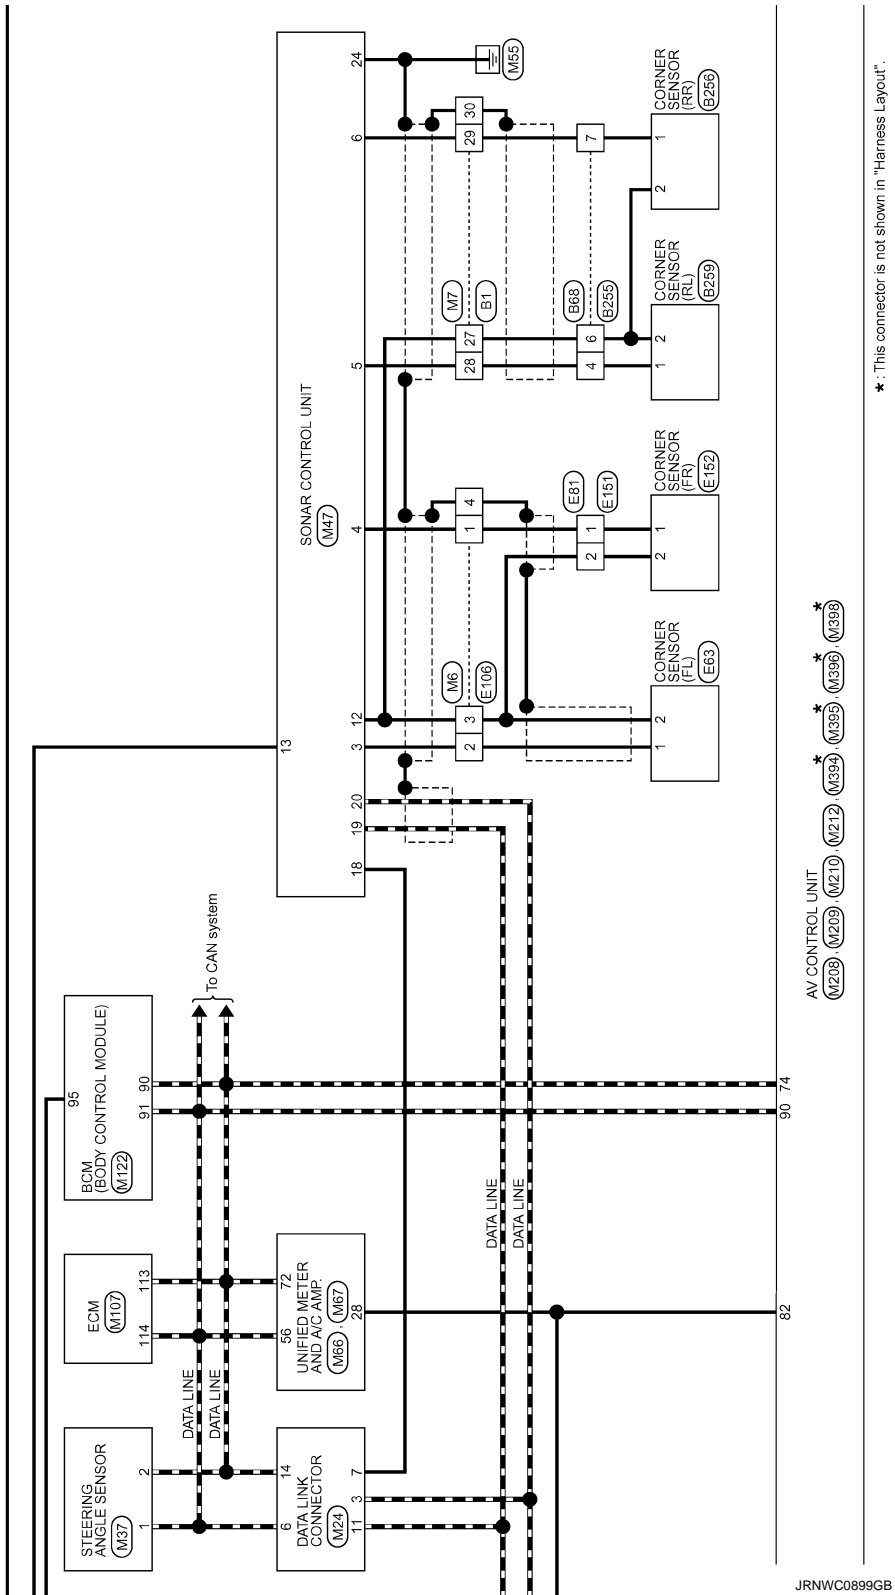 24
M55
30
29
6
7
CORNER
SENSOR
(RR)
B256
1
2
M7
B1
B68
B255
CORNER
SENSOR
(RL)
B259
27
28
5
6
4
2
1
SONAR CONTROL UNIT
M47
4
4
1
E81
E151
1
2
CORNER
SENSOR
(FR)
E152
1
2
M6
E106
CORNER
SENSOR
(FL)
E63
12
3
3
2
2
1
13
20
19
18
* : This connector is not shown in "Harness Layout".
AV CONTROL UNIT
M208 , M209 , M210 , M212 , M394 * , M395 * , M396 * , M398 *
To CAN system
BCM
(BODY CONTROL MODULE)
M122
95
90
91
74
90
DATA LINE
DATA LINE
ECM
M107
113
114
UNIFIED METER
AND A/C AMP.
M66 , M67
72
56
28
82
DATA LINE
DATA LINE
STEERING
ANGLE SENSOR
M37
2
1
DATA LINK
CONNECTOR
M24
14
6
7
3
11
JRNWC0899GB